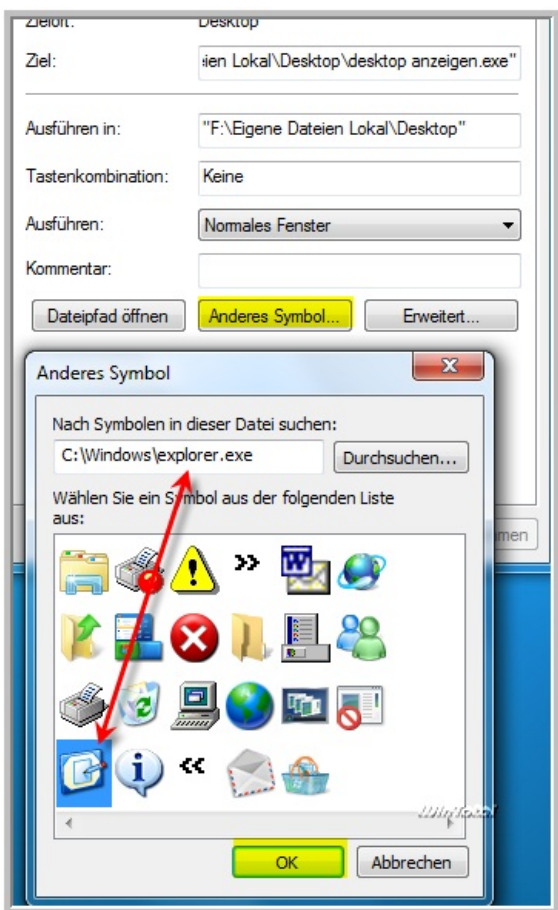 Zielort: Desktop
Ziel: ien Lokal\Desktop\desktop anzeigen.exe"
Ausführen in: "F:\Eigene Dateien Lokal\Desktop"
Tastenkombination: Keine
Ausführen: Normales Fenster
Kommentar:
Dateipfad öffnen Anderes Symbol... Erweitert...
Anderes Symbol
Nach Symbolen in dieser Datei suchen:
C:\Windows\explorer.exe Durchsuchen...
Wählen Sie ein Symbol aus der folgenden Liste
aus:
men
WinTotal
OK Abbrechen